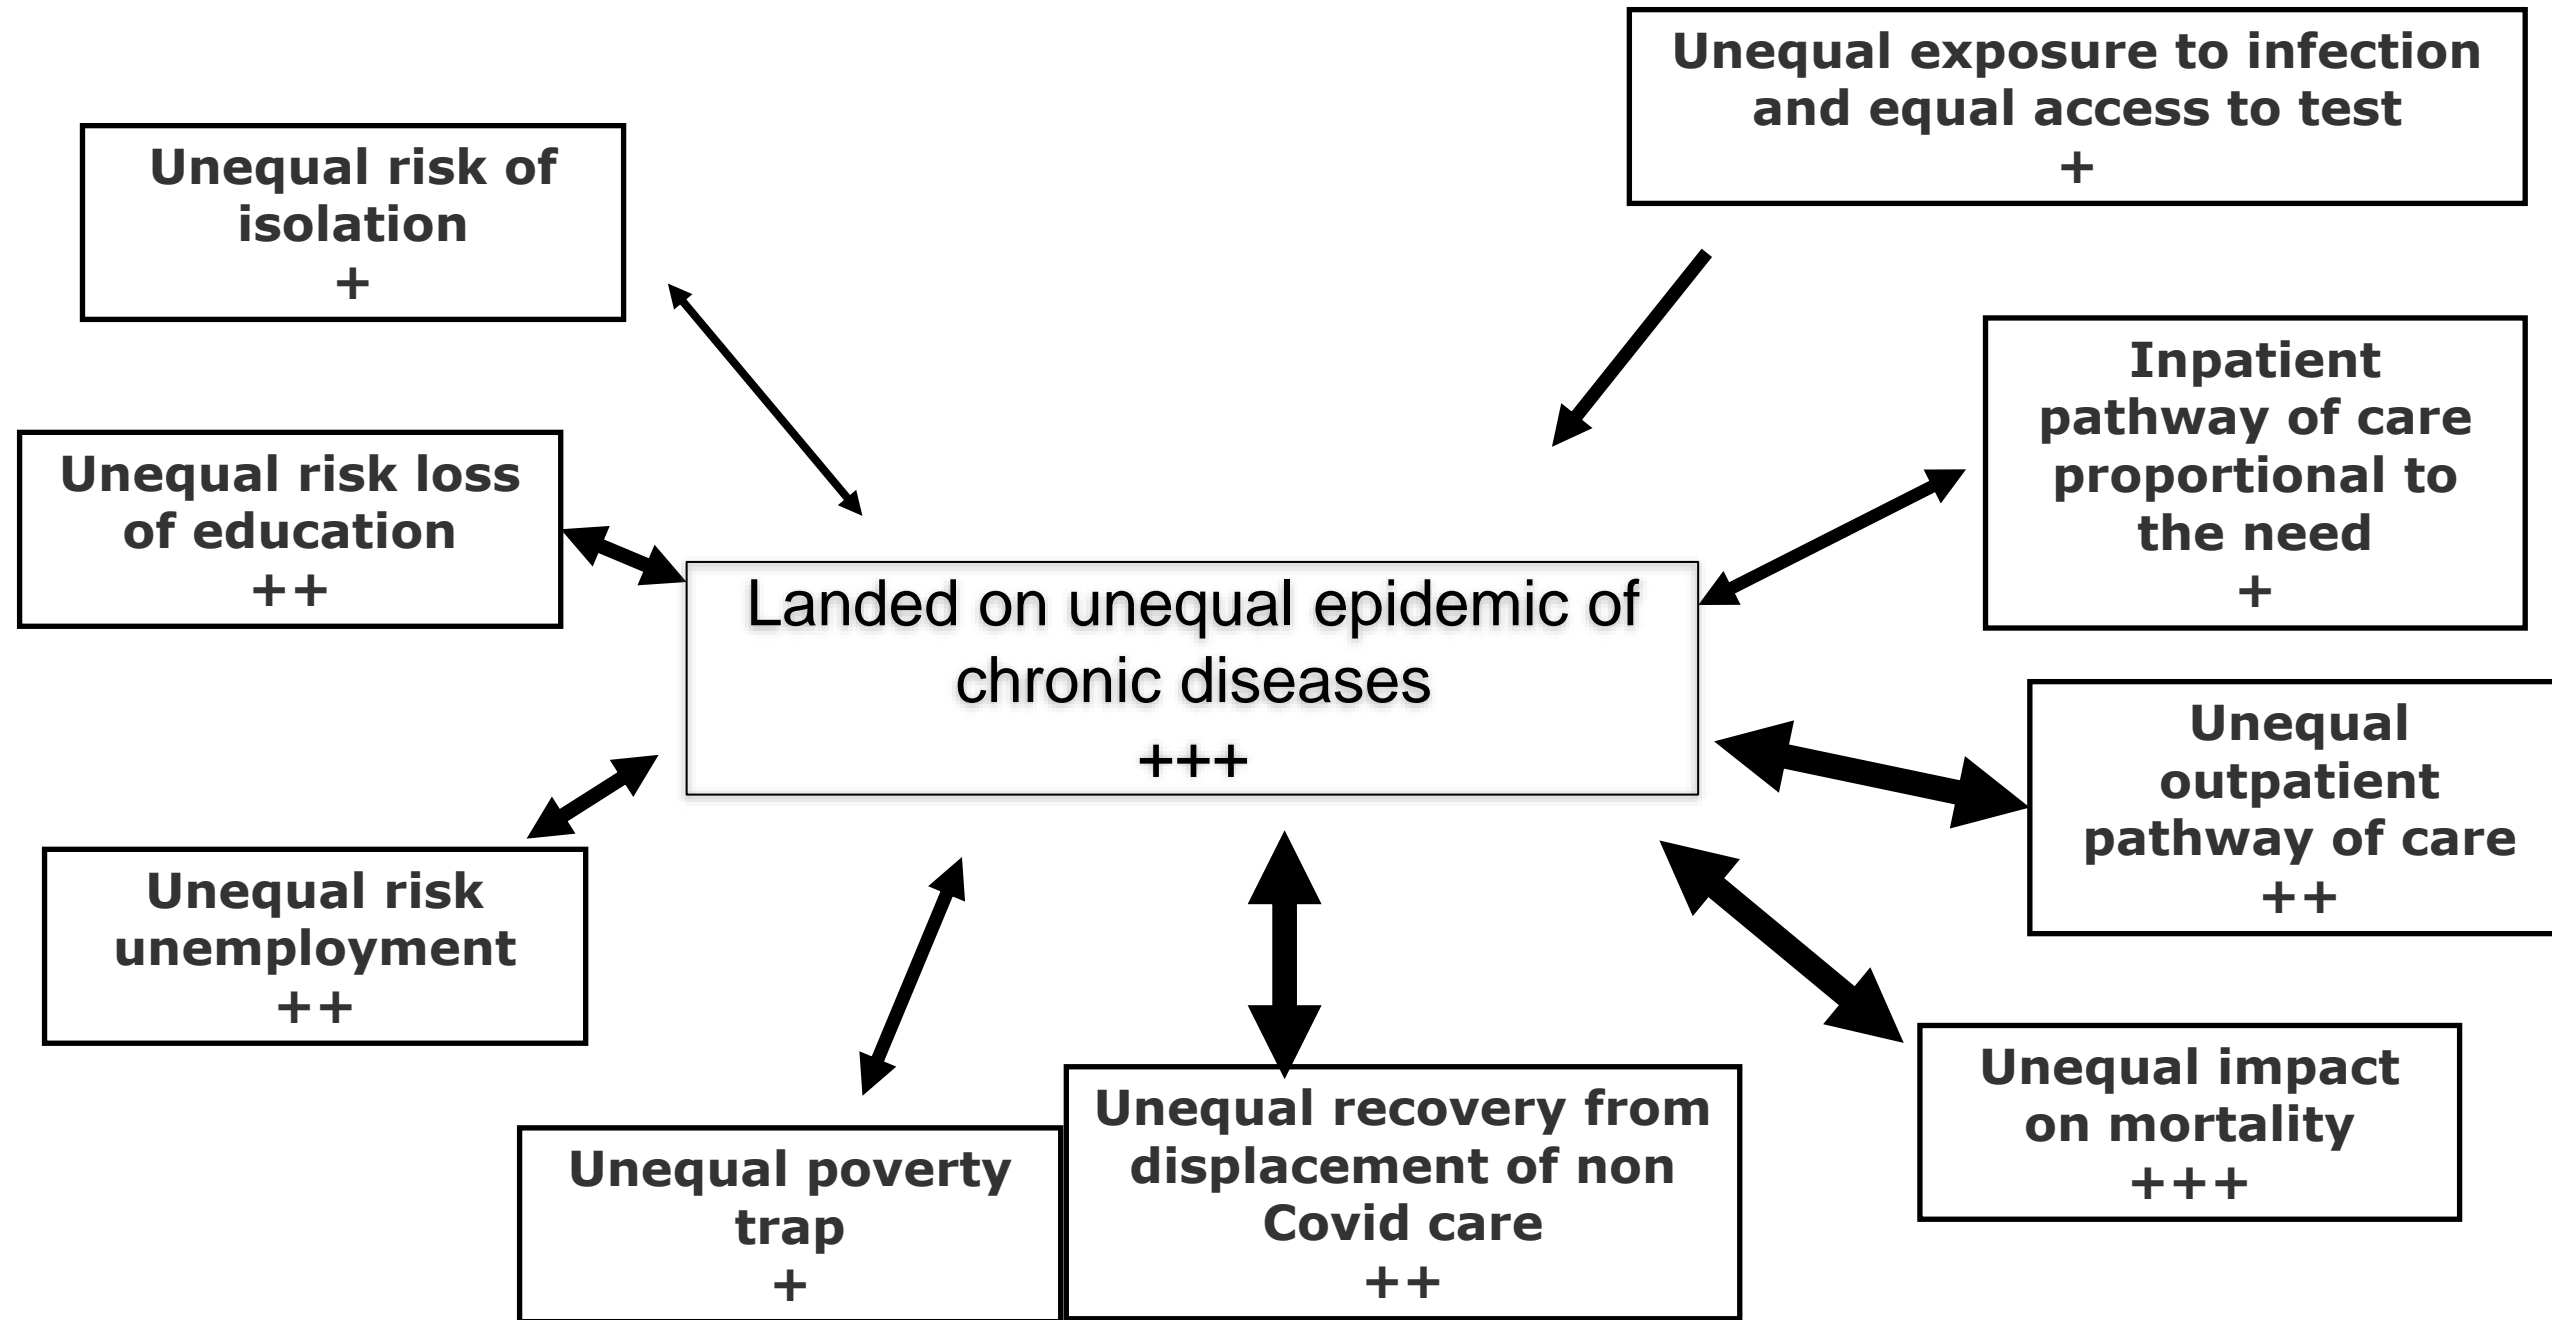 Unequal exposure to infection
and equal access to test
+
Unequal risk of
isolation
+
Inpatient
pathway of care
proportional to
the need
+
Unequal risk loss
of education
++
Landed on unequal epidemic of
chronic diseases
+++
Unequal
outpatient
pathway of care
++
Unequal risk
unemployment
++
Unequal impact
on mortality
+++
Unequal recovery from
displacement of non
Covid care
++
Unequal poverty
trap
+